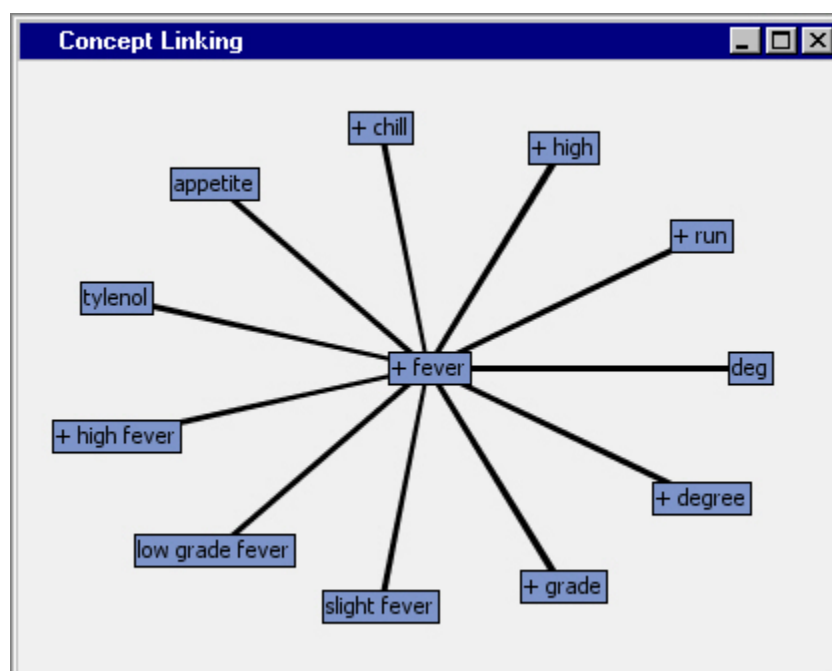 Concept Linking
+ chill
+ high
appetite
+ run
tylenol
+ fever
deg
+ high fever
+ degree
low grade fever
+ grade
slight fever